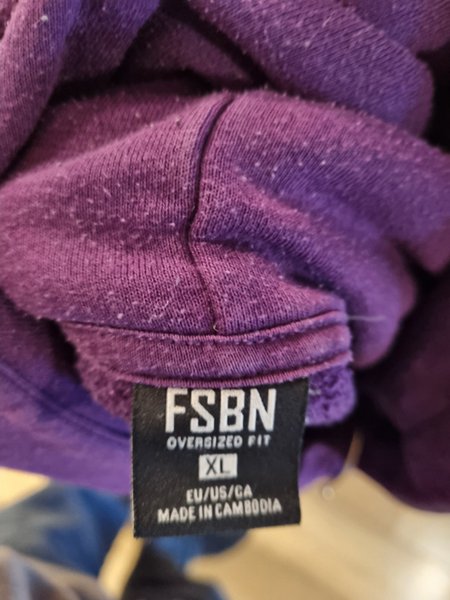 FSBN
OVERSIZED FIT
XL
EU/US/CA
MADE IN CAMBODIA